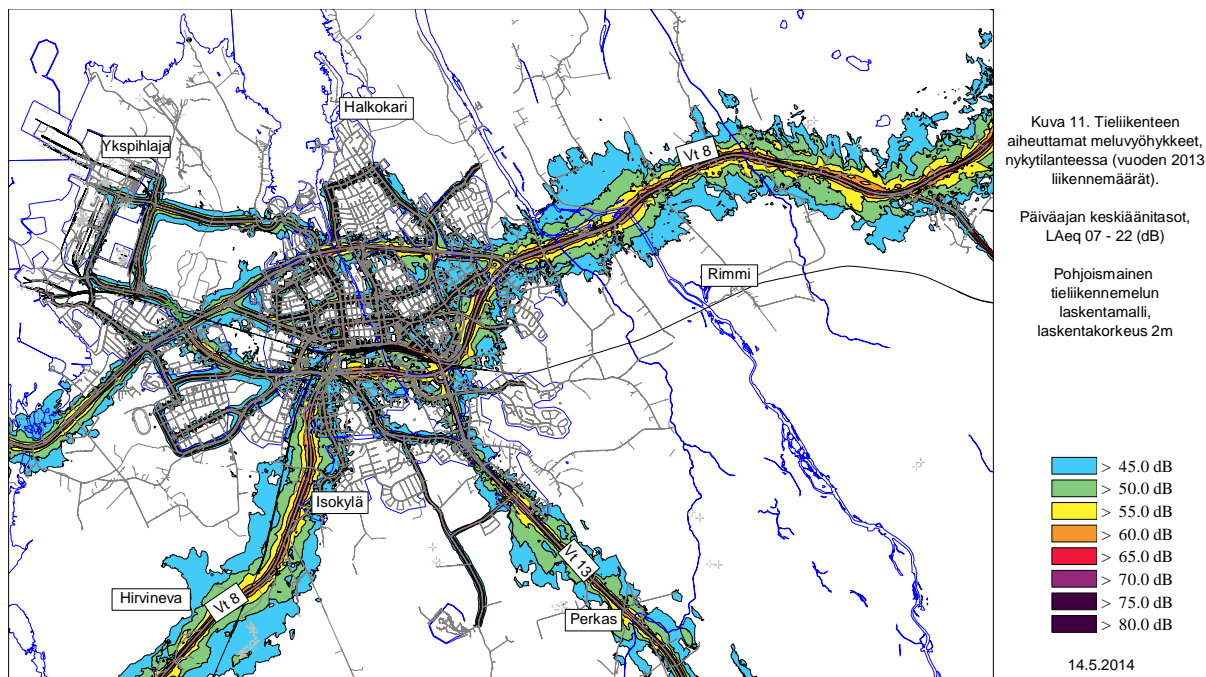 Halkokari
Ykspihlaja
Vt 8
Rimmi
Isokylä
Hirvineva
Vt 8
Vt 13
Perkas
Kuva 11. Tieliikenteen
aiheuttamat meluvyöhykkeet,
nykytilanteessa (vuoden 2013
liikennemäärät).
Päiväajan keskiäänitasot,
LAeq 07 - 22 (dB)
Pohjoismainen
tieliikennemelun
laskentamalli,
laskentakorkeus 2m
> 45.0 dB
> 50.0 dB
> 55.0 dB
> 60.0 dB
> 65.0 dB
> 70.0 dB
> 75.0 dB
> 80.0 dB
14.5.2014